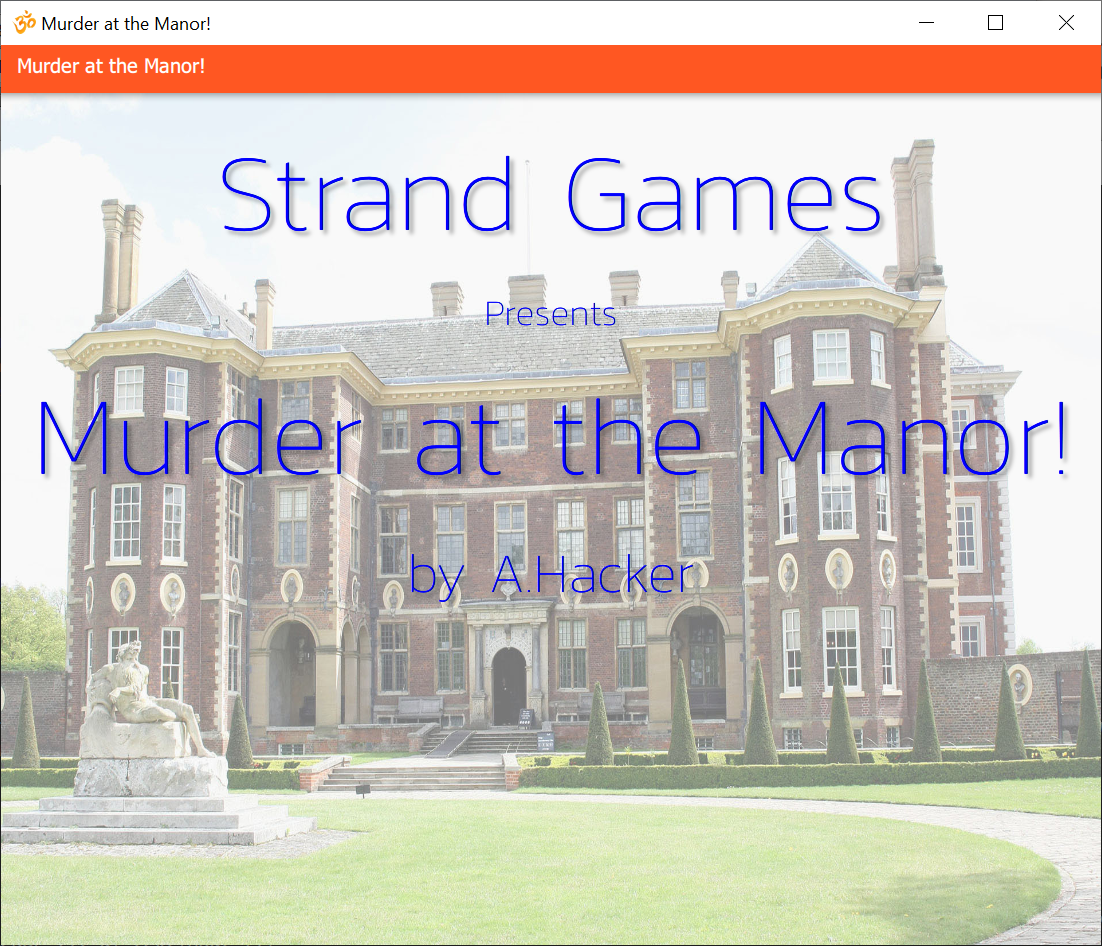 Murder at the Manor!
Murder at the Manor!
Strand Games
Presents
Murder at the Manor!
by A.Hacker